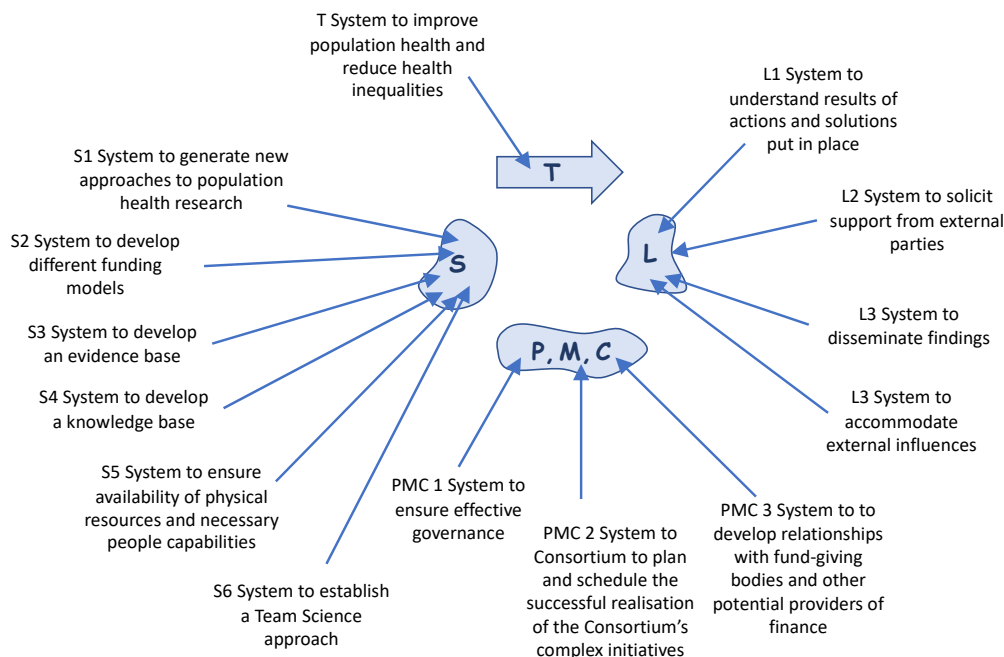 T System to improve
population health and
reduce health
inequalities
L1 System to
understand results of
actions and solutions
put in place
S1 System to generate new
approaches to population
health research
T
L2 System to solicit
support from external
parties
S2 System to develop
different funding
models
S
L
S3 System to develop
an evidence base
L3 System to
disseminate findings
P, M, C
S4 System to develop
a knowledge base
L3 System to
accommodate
external influences
S5 System to ensure
availability of physical
resources and necessary
people capabilities
PMC 1 System to
ensure effective
governance
PMC 2 System to
Consortium to plan
and schedule the
successful realisation
of the Consortium's
complex initiatives
PMC 3 System to to
develop relationships
with fund-giving
bodies and other
potential providers of
finance
S6 System to establish
a Team Science
approach